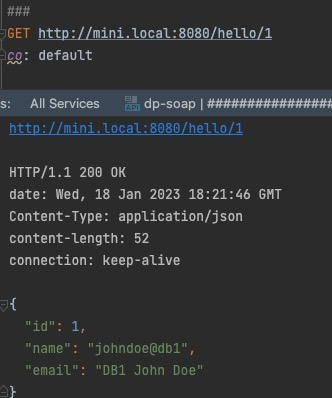 ###
GET http://mini.local:8080/hello/1
co: default
s: All Services API dp-soap | ################
http://mini.local:8080/hello/1
HTTP/1.1 200 OK
date: Wed, 18 Jan 2023 18:21:46 GMT
Content-Type: application/json
content-length: 52
connection: keep-alive
{
"id": 1,
"name": "johndoe@db1",
"email": "DB1 John Doe"
}